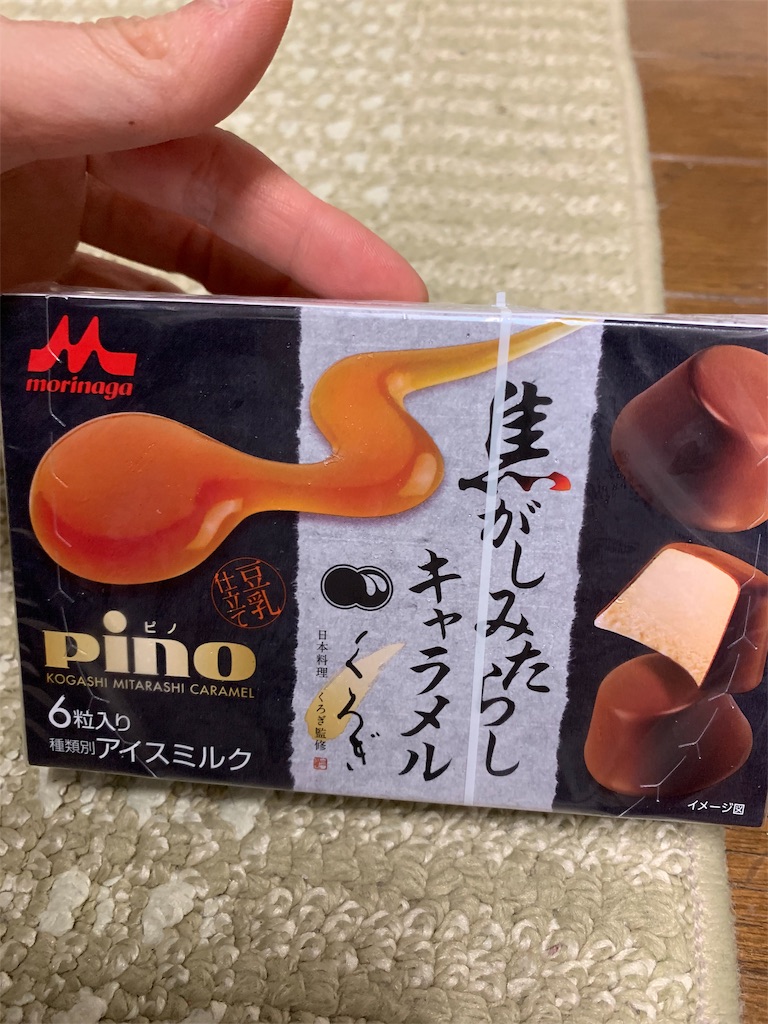 morinaga
焦がしみたらし
キャラメル
くろぎ
日本料理 くろぎ監修
豆乳
仕立て
ピノ
pino
KOGASHI MITARASHI CARAMEL
6粒入り
種類別アイスミルク
イメージ図